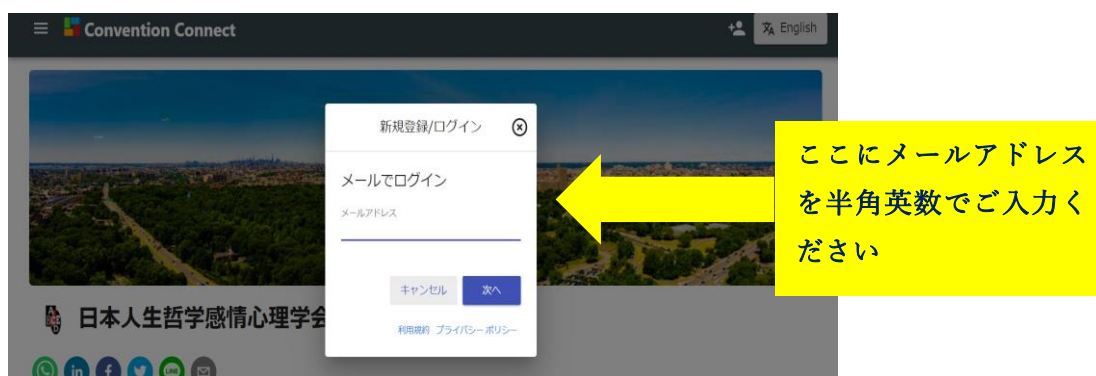 Convention Connect
English
新規登録/ログイン
メールでログイン
メールアドレス
キャンセル
次へ
利用規約 プライバシーポリシー
日本人生哲学感情心理学会
in
f
LINE
ここにメールアドレス
を半角英数でご入力く
ださい